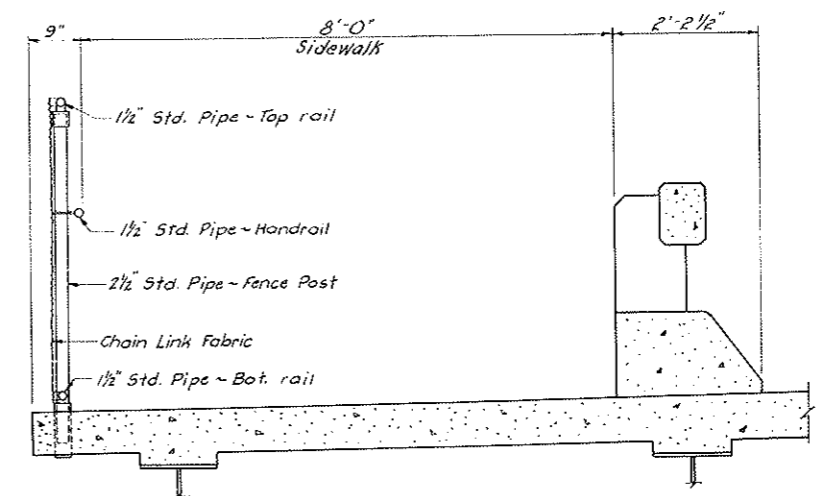 9"
8'-0"
2'-2½"
Sidewalk
1½" Std. Pipe ~ Top rail
1½" Std. Pipe ~ Handrail
2½" Std. Pipe ~ Fence Post
Chain Link Fabric
1½" Std. Pipe ~ Bot. rail